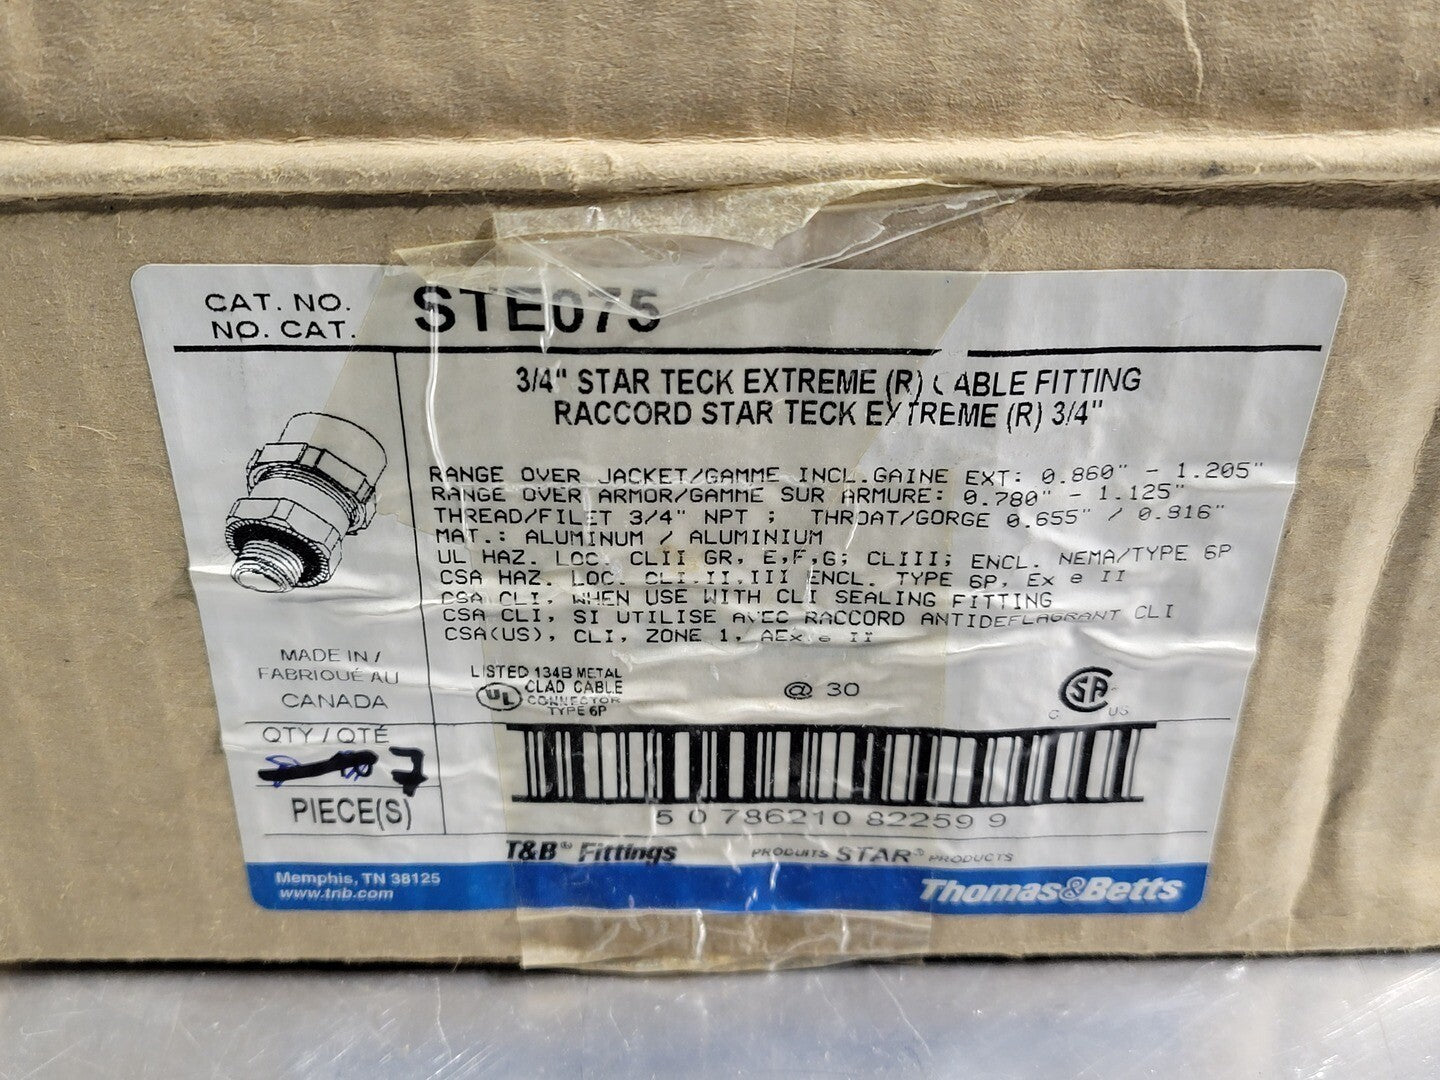 CAT. NO. STE075
NO. CAT.
3/4" STAR TECK EXTREME (R) CABLE FITTING
RACCORD STAR TECK EXTREME (R) 3/4"
RANGE OVER JACKET/GAMME INCL.GAINE EXT: 0.860" - 1.205"
RANGE OVER ARMOR/GAMME SUR ARMURE: 0.780" - 1.125"
THREAD/FILET 3/4" NPT ; THROAT/GORGE 0.655" / 0.816"
MAT.: ALUMINUM / ALUMINIUM
UL HAZ. LOC. CLII GR, E,F,G; CLIII; ENCL. NEMA/TYPE 6P
CSA HAZ. LOC. CLI.II.III ENCL. TYPE 6P, Ex e II
CSA CLI, WHEN USE WITH CLI SEALING FITTING
CSA CLI, SI UTILISE AVEC RACCORD ANTIDEFLAGRANT CLI
CSA(US), CLI, ZONE 1, AEx e II
MADE IN /
FABRIQUÉ AU
CANADA
LISTED 134B METAL
UL CLAD CABLE
CONNECTOR
TYPE 6P
@ 30
SA
C US
QTY / QTÉ
7
PIECE(S)
5 0 786210 82259 9
T&B® Fittings PRODUITS STAR® PRODUCTS
Memphis, TN 38125
www.tnb.com
Thomas&Betts